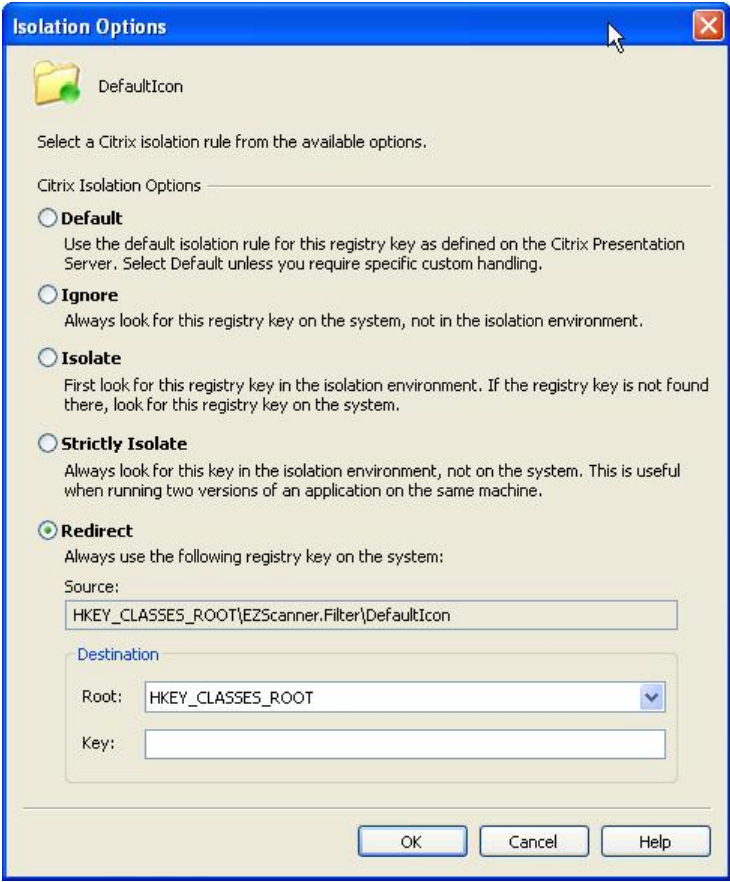 Isolation Options
DefaultIcon
Select a Citrix isolation rule from the available options.
Citrix Isolation Options
Default
Use the default isolation rule for this registry key as defined on the Citrix Presentation
Server. Select Default unless you require specific custom handling.
Ignore
Always look for this registry key on the system, not in the isolation environment.
Isolate
First look for this registry key in the isolation environment. If the registry key is not found
there, look for this registry key on the system.
Strictly Isolate
Always look for this key in the isolation environment, not on the system. This is useful
when running two versions of an application on the same machine.
Redirect
Always use the following registry key on the system:
Source:
HKEY_CLASSES_ROOT\EZScanner.Filter\DefaultIcon
Destination
Root: HKEY_CLASSES_ROOT
Key:
OK Cancel Help